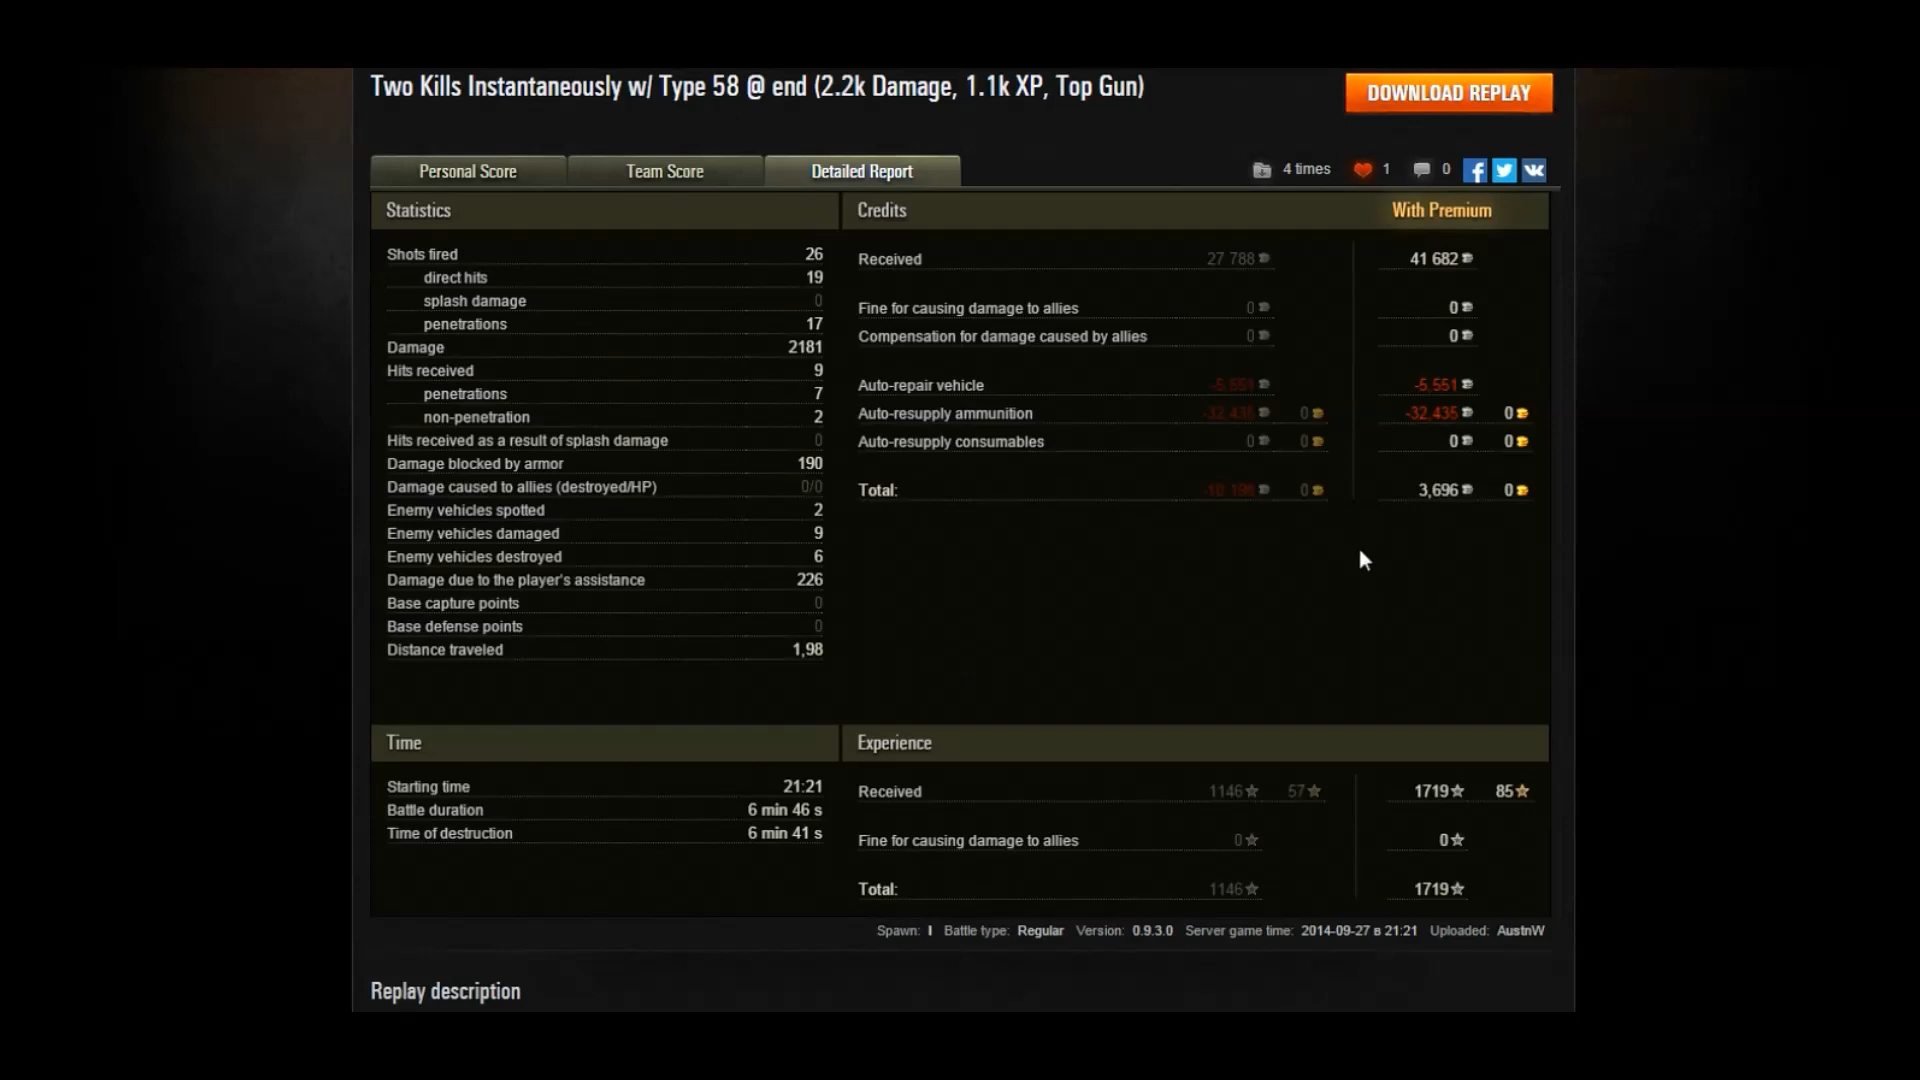 Two Kills Instantaneously w/ Type 58 @ end (2.2k Damage, 1.1k XP, Top Gun)
DOWNLOAD REPLAY
Personal Score Team Score Detailed Report 4 times 1 0
Statistics
Shots fired 26
direct hits 19
splash damage 0
penetrations 17
Damage 2181
Hits received 9
penetrations 7
non-penetration 2
Hits received as a result of splash damage 0
Damage blocked by armor 190
Damage caused to allies (destroyed/HP) 0/0
Enemy vehicles spotted 2
Enemy vehicles damaged 9
Enemy vehicles destroyed 6
Damage due to the player's assistance 226
Base capture points 0
Base defense points 0
Distance traveled 1,98
Credits With Premium
Received 27 788 41 682
Fine for causing damage to allies 0 0
Compensation for damage caused by allies 0 0
Auto-repair vehicle -5,551 -5,551
Auto-resupply ammunition -32,435 0 -32,435 0
Auto-resupply consumables 0 0 0 0
Total: 0 3,696 0
Time
Starting time 21:21
Battle duration 6 min 46 s
Time of destruction 6 min 41 s
Experience
Received 1146 57 1719 85
Fine for causing damage to allies 0 0
Total: 1146 1719
Spawn: I Battle type: Regular Version: 0.9.3.0 Server game time: 2014-09-27 в 21:21 Uploaded: AustnW
Replay description